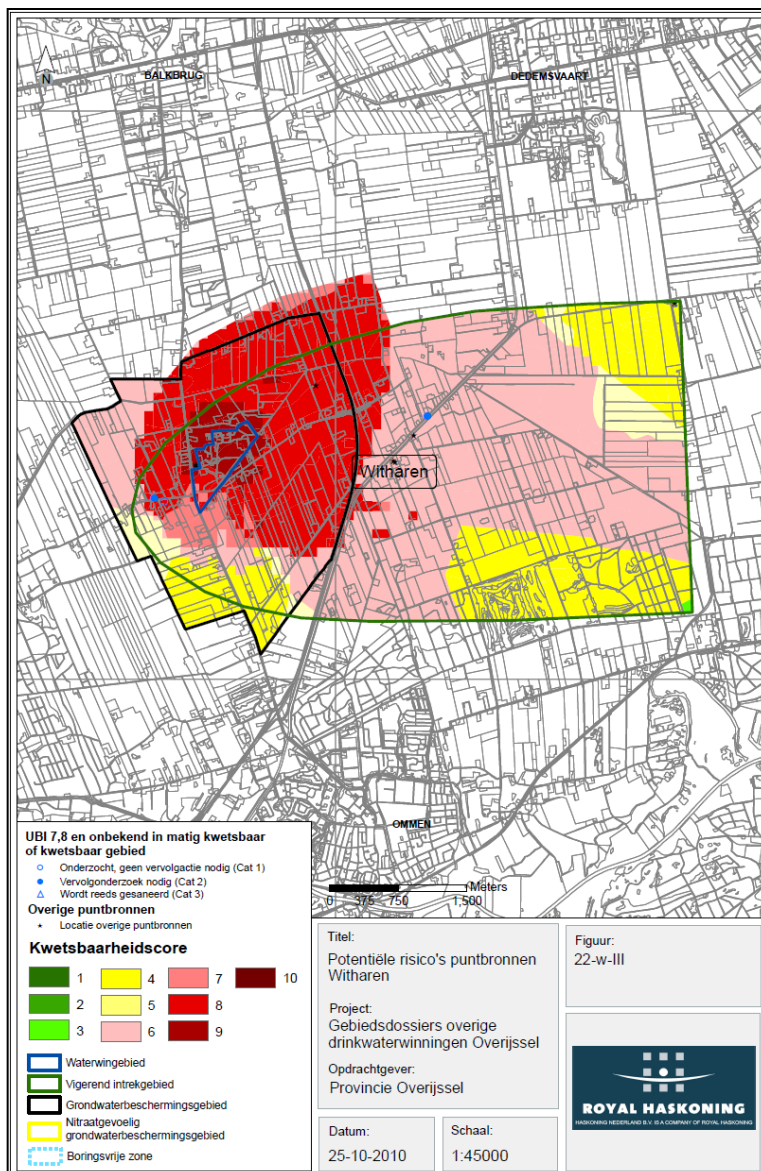 N
BALKBRUG
DEDEMSVAART
Witharen
OMMEN
Meters
0 375 750 1,500
UBI 7,8 en onbekend in matig kwetsbaar
of kwetsbaar gebied
Onderzocht, geen vervolgactie nodig (Cat 1)
Vervolgonderzoek nodig (Cat 2)
Wordt reeds gesaneerd (Cat 3)
Overige puntbronnen
Locatie overige puntbronnen
Kwetsbaarheidscore
1 4 7 10
2 5 8
3 6 9
Waterwingebied
Vigerend intrekgebied
Grondwaterbeschermingsgebied
Nitraatgevoelig
grondwaterbeschermingsgebied
Boringsvrije zone
Titel:
Potentiële risico's puntbronnen
Witharen
Project:
Gebiedsdossiers overige
drinkwaterwinningen Overijssel
Opdrachtgever:
Provincie Overijssel
Datum:
25-10-2010
Schaal:
1:45000
Figuur:
22-w-III
ROYAL HASKONING
HASKONING NEDERLAND B.V. IS A COMPANY OF ROYAL HASKONING